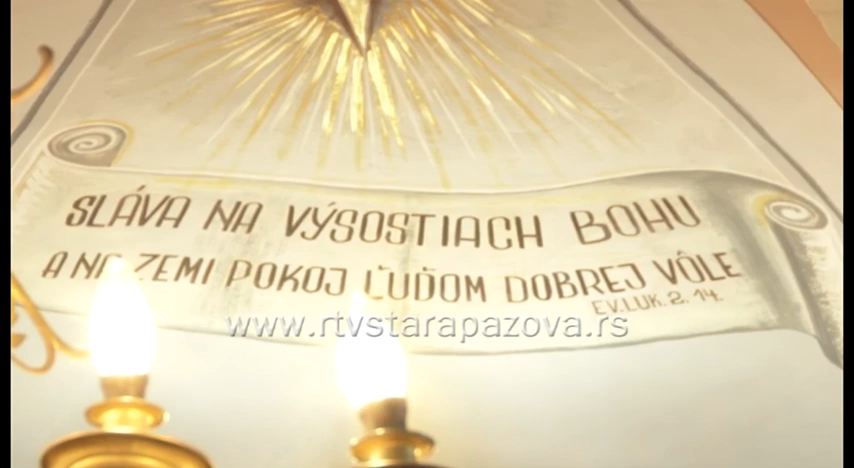 SLÁVA NA VÝSOSTIACH BOHU
A NA ZEMI POKOJ ĽUĎOM DOBREJ VÔLE
EV. LUK. 2. 14.
www.rtvstarapazova.rs